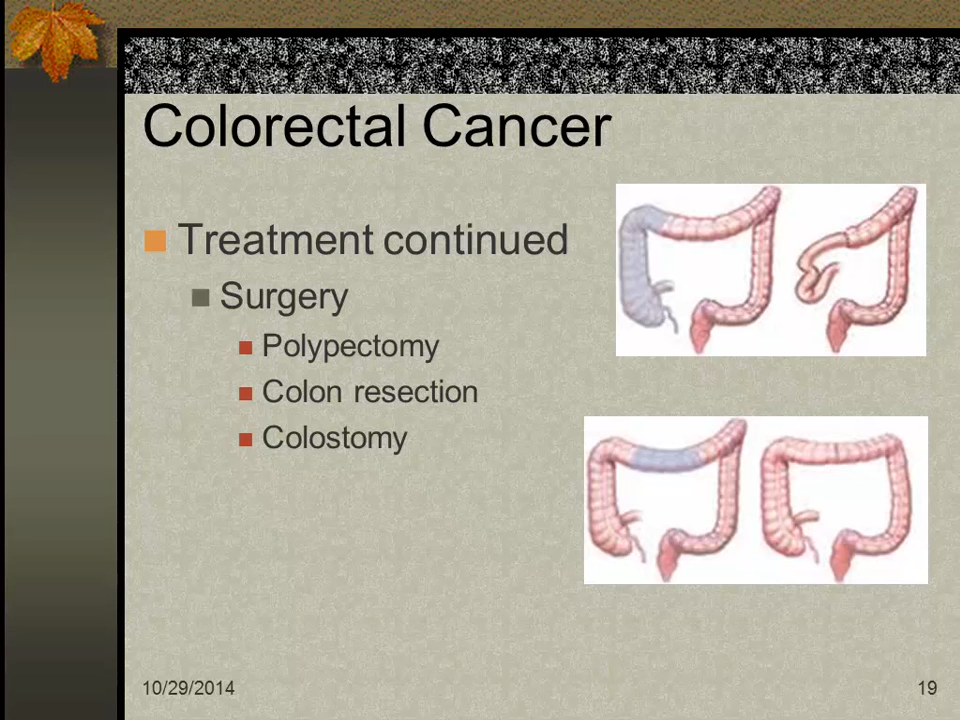 Colorectal Cancer
Treatment continued
Surgery
Polypectomy
Colon resection
Colostomy
10/29/2014
19